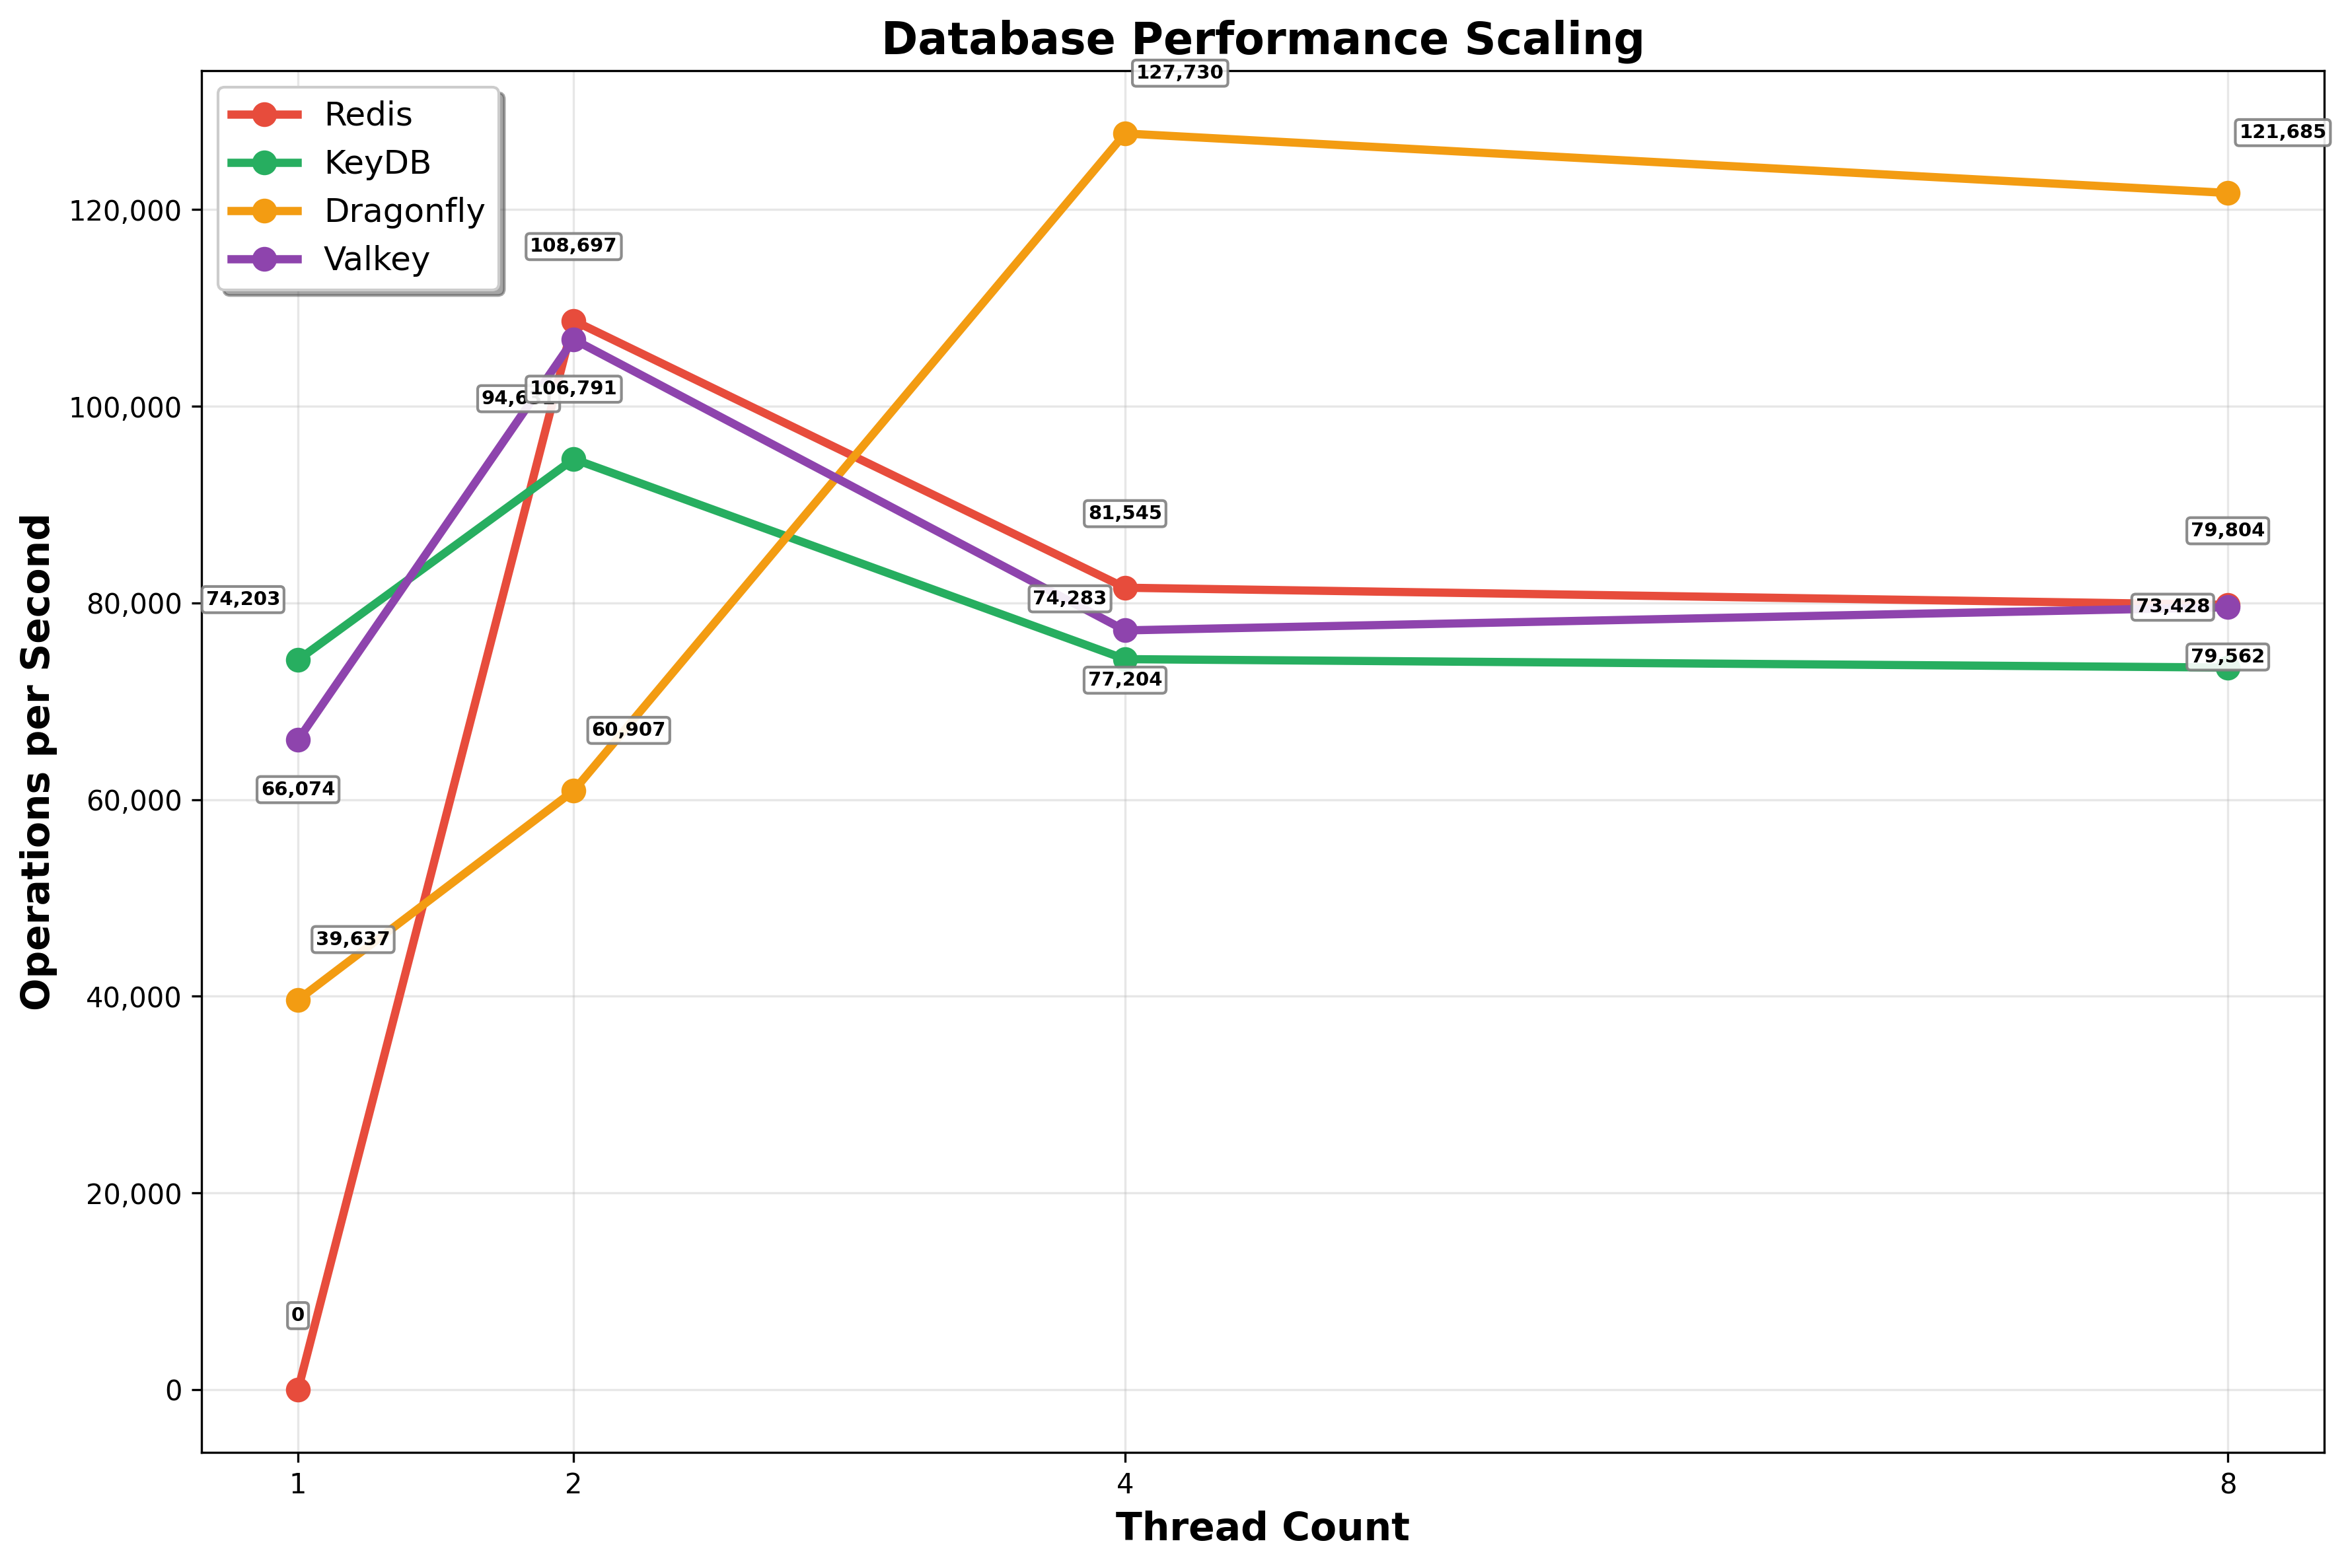 Database Performance Scaling
Redis
KeyDB
Dragonfly
Valkey
127,730
121,685
108,697
106,791
81,545
79,804
74,203
74,283
73,428
79,562
77,204
60,907
66,074
39,637
0
120,000
100,000
80,000
60,000
40,000
20,000
0
Operations per Second
1 2 4 8
Thread Count